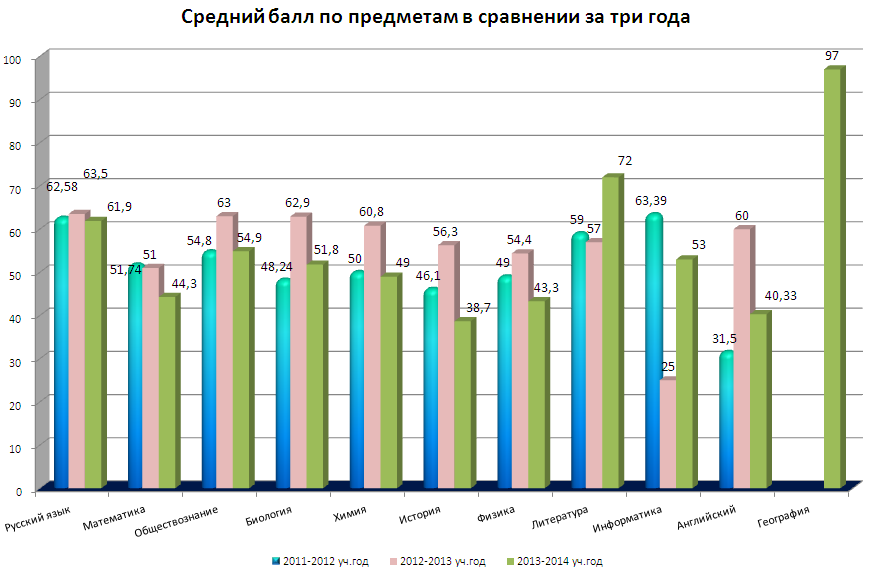 Средний балл по предметам в сравнении за три года
100
90
80
70
60
50
40
30
20
10
0
62,58
63,5
61,9
51,74
51
44,3
54,8
63
54,9
48,24
62,9
51,8
50
60,8
49
46,1
56,3
38,7
49
54,4
43,3
59
57
72
63,39
25
53
31,5
60
40,33
97
Русский язык
Математика
Обществознание
Биология
Химия
История
Физика
Литература
Информатика
Английский
География
2011-2012 уч.год
2012-2013 уч.год
2013-2014 уч.год